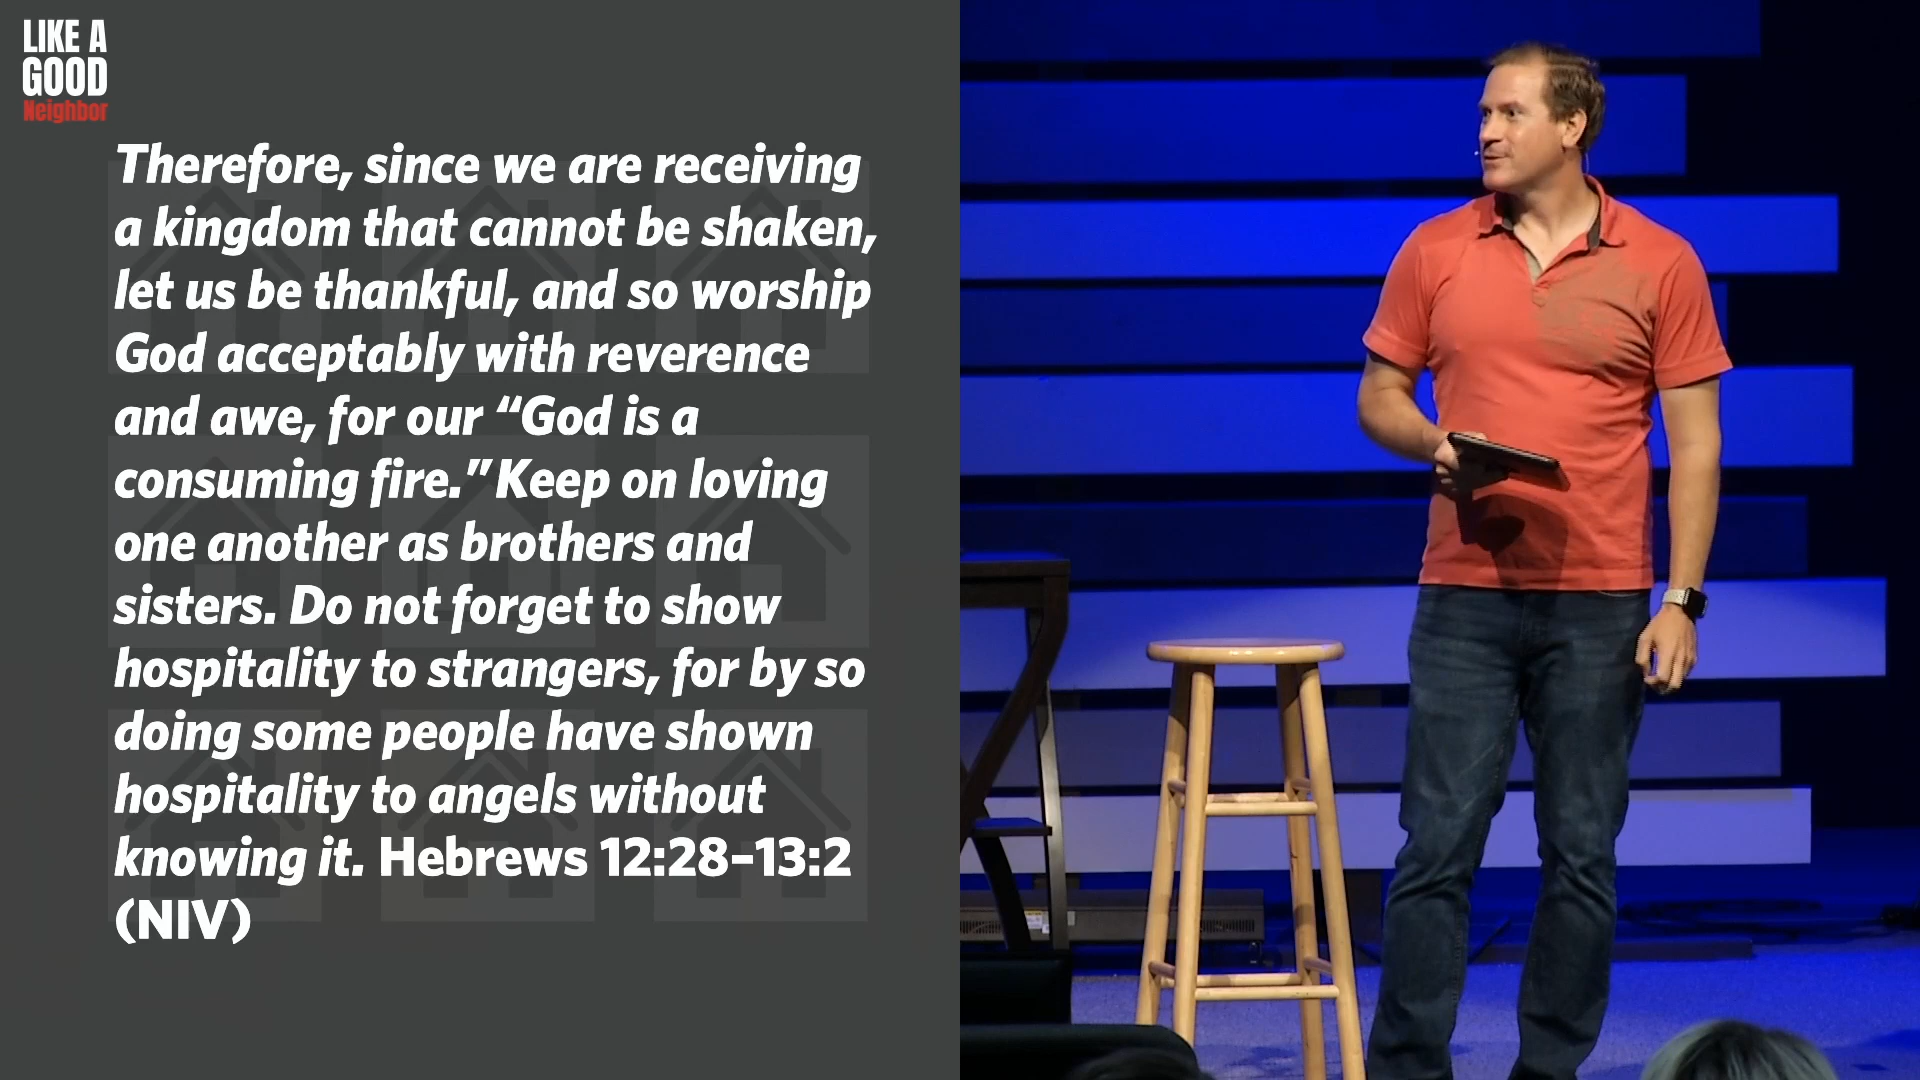 LIKE A
GOOD
Neighbor
Therefore, since we are receiving
a kingdom that cannot be shaken,
let us be thankful, and so worship
God acceptably with reverence
and awe, for our “God is a
consuming fire.” Keep on loving
one another as brothers and
sisters. Do not forget to show
hospitality to strangers, for by so
doing some people have shown
hospitality to angels without
knowing it. Hebrews 12:28–13:2
(NIV)